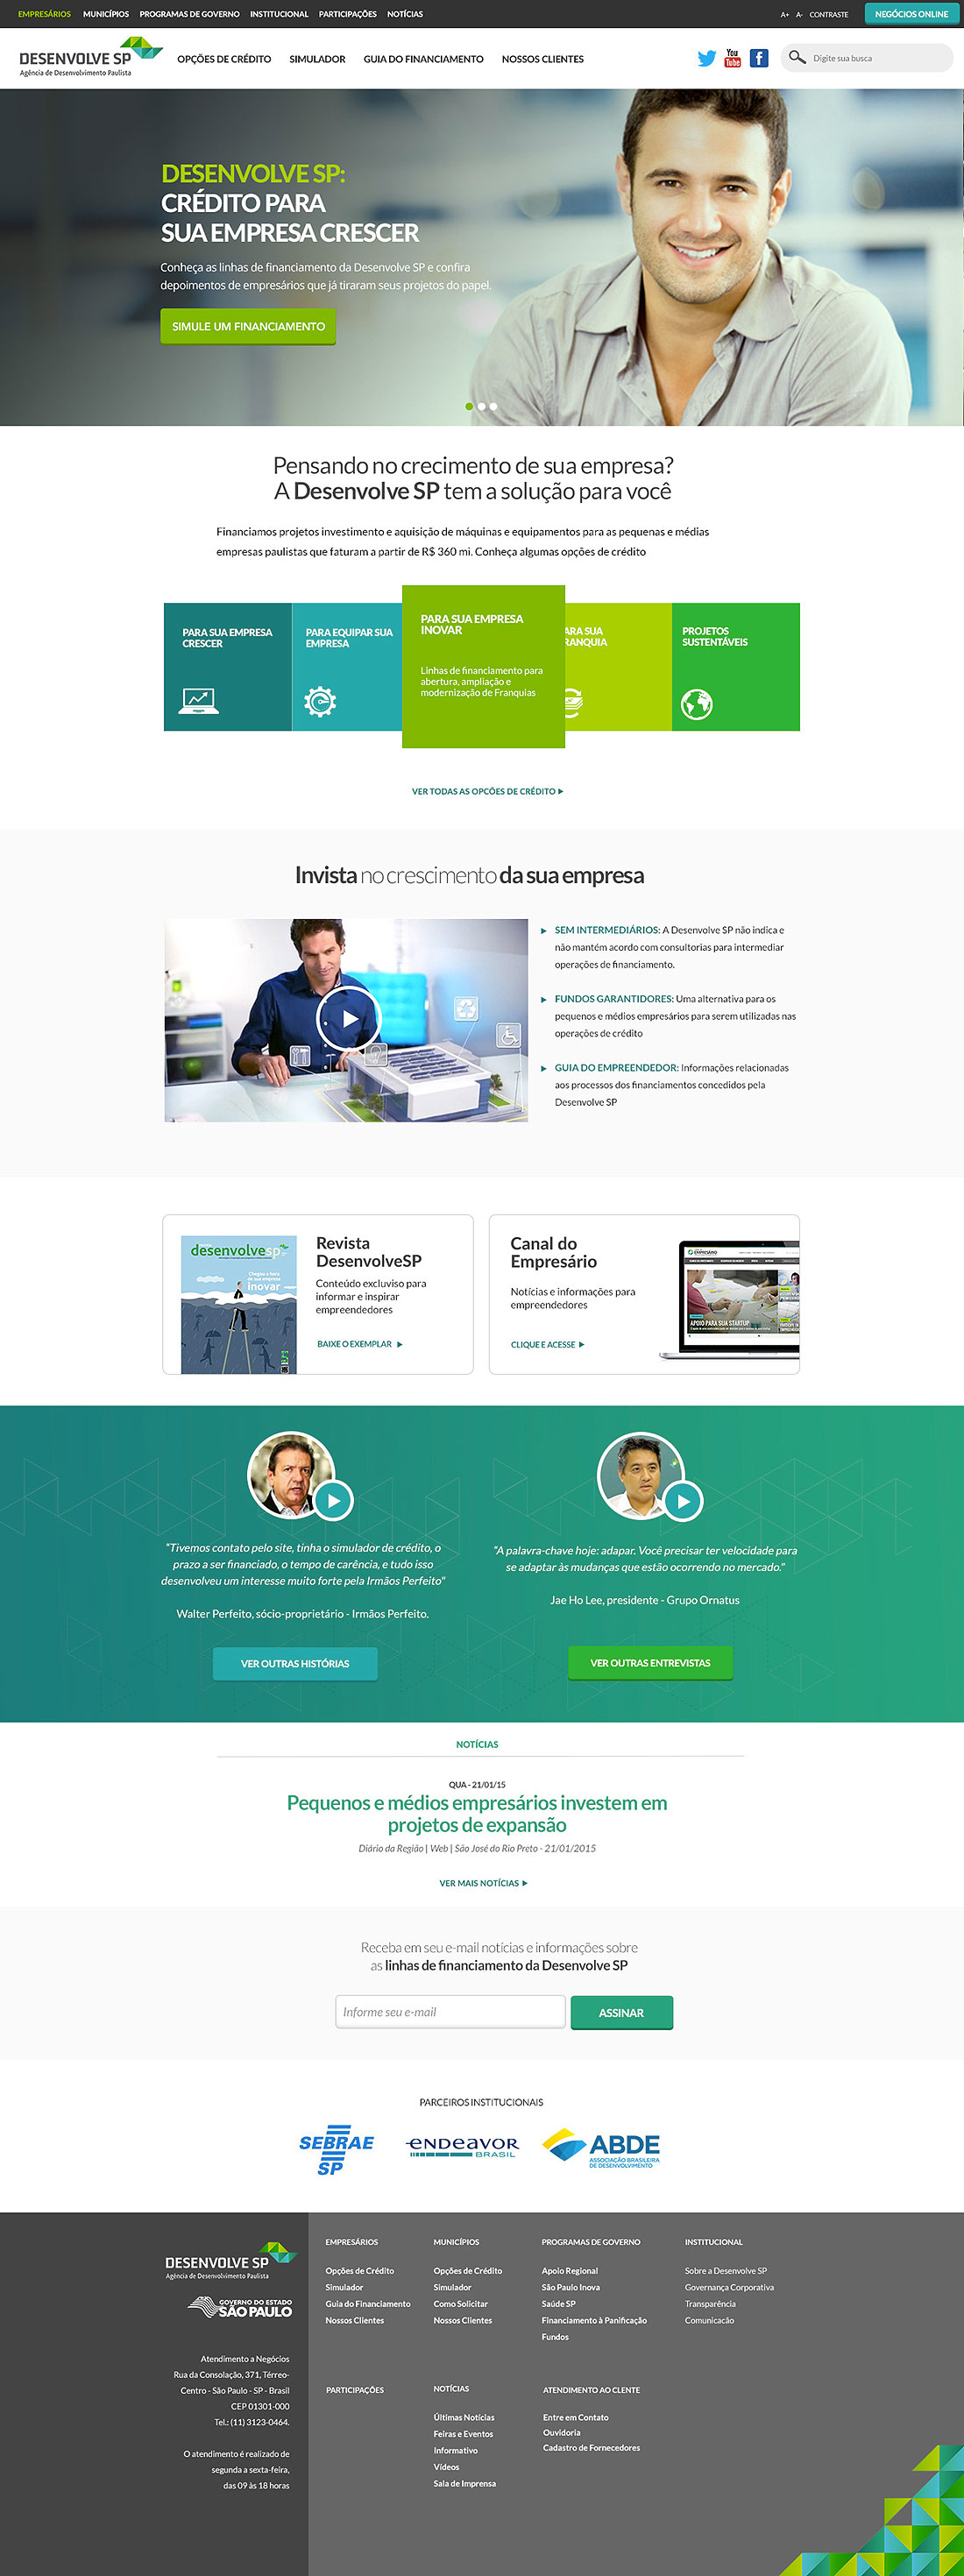 EMPRESÁRIOS MUNICÍPIOS PROGRAMAS DE GOVERNO INSTITUCIONAL PARTICIPAÇÕES NOTÍCIAS A+ A- CONTRASTE NEGÓCIOS ONLINE
DESENVOLVE SP
Agência de Desenvolvimento Paulista
OPÇÕES DE CRÉDITO SIMULADOR GUIA DO FINANCIAMENTO NOSSOS CLIENTES
You
Tube
f
Digite sua busca
DESENVOLVE SP:
CRÉDITO PARA
SUA EMPRESA CRESCER
Conheça as linhas de financiamento da Desenvolve SP e confira
depoimentos de empresários que já tiraram seus projetos do papel.
SIMULE UM FINANCIAMENTO
Pensando no crecimento de sua empresa?
A Desenvolve SP tem a solução para você
Financiamos projetos investimento e aquisição de máquinas e equipamentos para as pequenas e médias
empresas paulistas que faturam a partir de R$ 360 mi. Conheça algumas opções de crédito
PARA SUA EMPRESA
CRESCER
PARA EQUIPAR SUA
EMPRESA
PARA SUA EMPRESA
INOVAR
Linhas de financiamento para
abertura, ampliação e
modernização de Franquias
ARA SUA
RANQUIA
PROJETOS
SUSTENTÁVEIS
VER TODAS AS OPCÕES DE CRÉDITO
Invista no crescimento da sua empresa
SEM INTERMEDIÁRIOS: A Desenvolve SP não indica e
não mantém acordo com consultorias para intermediar
operações de financiamento.
FUNDOS GARANTIDORES: Uma alternativa para os
pequenos e médios empresários para serem utilizadas nas
operações de crédito
GUIA DO EMPREENDEDOR: Informações relacionadas
aos processos dos financiamentos concedidos pela
Desenvolve SP
desenvolvesp
Chegou a hora
de sua empresa
inovar
Revista
DesenvolveSP
Conteúdo excluviso para
informar e inspirar
empreendedores
BAIXE O EXEMPLAR
Canal do
Empresário
Notícias e informações para
empreendedores
CLIQUE E ACESSE
EMPRESÁRIO
APOIO PARA SUA STARTUP
"Tivemos contato pelo site, tinha o simulador de crédito, o
prazo a ser financiado, o tempo de carência, e tudo isso
desenvolveu um interesse muito forte pela Irmãos Perfeito"
Walter Perfeito, sócio-proprietário - Irmãos Perfeito.
VER OUTRAS HISTÓRIAS
"A palavra-chave hoje: adapar. Você precisar ter velocidade para
se adaptar às mudanças que estão ocorrendo no mercado."
Jae Ho Lee, presidente - Grupo Ornatus
VER OUTRAS ENTREVISTAS
NOTÍCIAS
QUA - 21/01/15
Pequenos e médios empresários investem em
projetos de expansão
Diário da Região | Web | São José do Rio Preto - 21/01/2015
VER MAIS NOTÍCIAS
Receba em seu e-mail notícias e informações sobre
as linhas de financiamento da Desenvolve SP
Informe seu e-mail
ASSINAR
PARCEIROS INSTITUCIONAIS
SEBRAE
SP
ENDEAVOR
BRASIL
ABDE
ASSOCIAÇÃO BRASILEIRA
DE DESENVOLVIMENTO
DESENVOLVE SP
Agência de Desenvolvimento Paulista
GOVERNO DO ESTADO
SÃO PAULO
Atendimento a Negócios
Rua da Consolação, 371, Térreo-
Centro - São Paulo - SP - Brasil
CEP 01301-000
Tel.: (11) 3123-0464.
O atendimento é realizado de
segunda a sexta-feira,
das 09 às 18 horas
EMPRESÁRIOS
Opções de Crédito
Simulador
Guia do Financiamento
Nossos Clientes
MUNICÍPIOS
Opções de Crédito
Simulador
Como Solicitar
Nossos Clientes
PROGRAMAS DE GOVERNO
Apoio Regional
São Paulo Inova
Saúde SP
Financiamento à Panificação
Fundos
INSTITUCIONAL
Sobre a Desenvolve SP
Governança Corporativa
Transparência
Comunicacão
PARTICIPAÇÕES
NOTÍCIAS
Últimas Notícias
Feiras e Eventos
Informativo
Vídeos
Sala de Imprensa
ATENDIMENTO AO CLENTE
Entre em Contato
Ouvidoria
Cadastro de Fornecedores